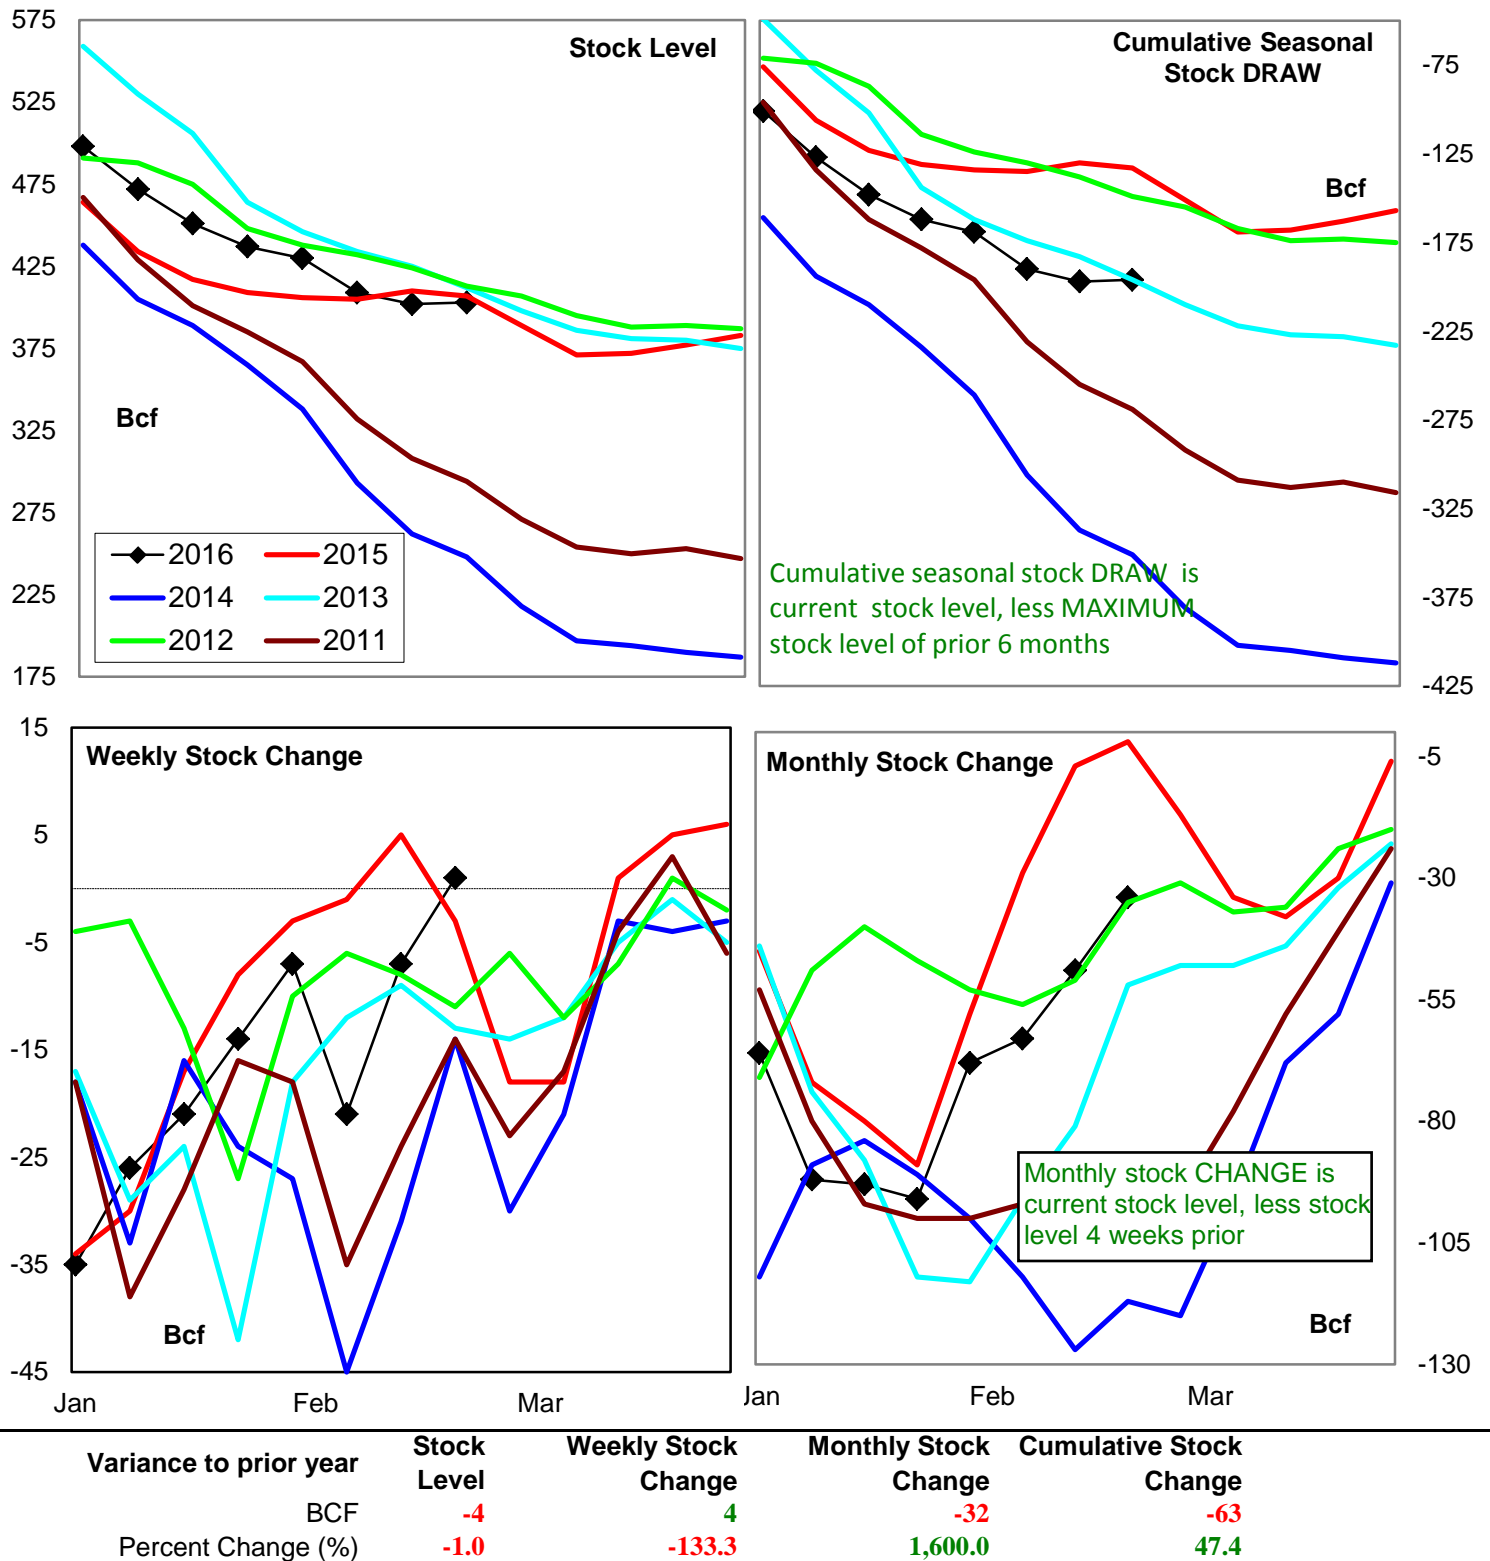 Stock Level
575
525
475
425
375
325
275
225
175
Bcf
2016
2015
2014
2013
2012
2011
Cumulative Seasonal
Stock DRAW
-75
-125
-175
-225
-275
-325
-375
-425
Bcf
Cumulative seasonal stock DRAW is
current stock level, less MAXIMUM
stock level of prior 6 months
Weekly Stock Change
15
5
-5
-15
-25
-35
-45
Bcf
Jan
Feb
Mar
Monthly Stock Change
-5
-30
-55
-80
-105
-130
Monthly stock CHANGE is
current stock level, less stock
level 4 weeks prior
Bcf
Jan
Feb
Mar
Variance to prior year
Stock
Level
Weekly Stock
Change
Monthly Stock
Change
Cumulative Stock
Change
BCF -4 4 -32 -63
Percent Change (%) -1.0 -133.3 1,600.0 47.4